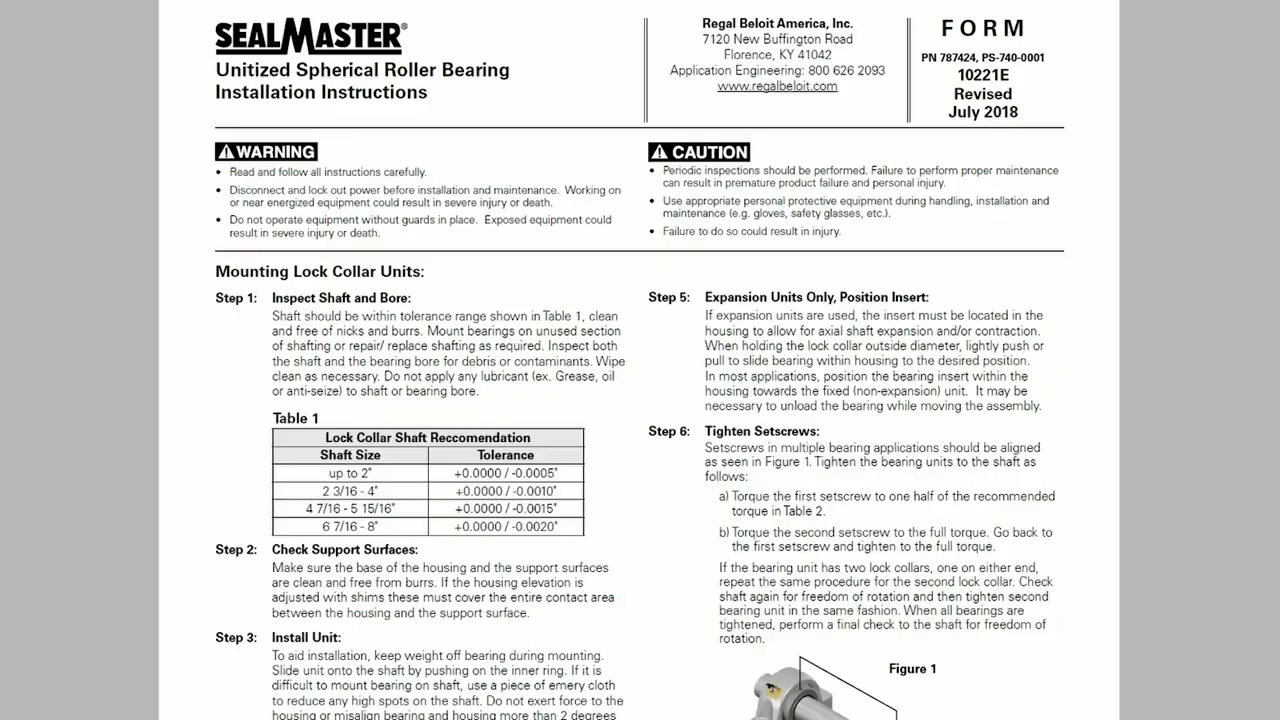 SEALMASTER®
Unitized Spherical Roller Bearing
Installation Instructions
Regal Beloit America, Inc.
7120 New Buffington Road
Florence, KY 41042
Application Engineering: 800 626 2093
www.regalbeloit.com
FORM
PN 787424, PS-740-0001
10221E
Revised
July 2018
WARNING
• Read and follow all instructions carefully.
• Disconnect and lock out power before installation and maintenance. Working on
or near energized equipment could result in severe injury or death.
• Do not operate equipment without guards in place. Exposed equipment could
result in severe injury or death.
CAUTION
• Periodic inspections should be performed. Failure to perform proper maintenance
can result in premature product failure and personal injury.
• Use appropriate personal protective equipment during handling, installation and
maintenance (e.g. gloves, safety glasses, etc.).
• Failure to do so could result in injury.
Mounting Lock Collar Units:
Step 1: Inspect Shaft and Bore:
Shaft should be within tolerance range shown in Table 1, clean
and free of nicks and burrs. Mount bearings on unused section
of shafting or repair/ replace shafting as required. Inspect both
the shaft and the bearing bore for debris or contaminants. Wipe
clean as necessary. Do not apply any lubricant (ex. Grease, oil
or anti-seize) to shaft or bearing bore.
Table 1
Lock Collar Shaft Reccomendation
Shaft Size Tolerance
up to 2" +0.0000 / -0.0005"
2 3/16 - 4" +0.0000 / -0.0010"
4 7/16 - 5 15/16" +0.0000 / -0.0015"
6 7/16 - 8" +0.0000 / -0.0020"
Step 2: Check Support Surfaces:
Make sure the base of the housing and the support surfaces
are clean and free from burrs. If the housing elevation is
adjusted with shims these must cover the entire contact area
between the housing and the support surface.
Step 3: Install Unit:
To aid installation, keep weight off bearing during mounting.
Slide unit onto the shaft by pushing on the inner ring. If it is
difficult to mount bearing on shaft, use a piece of emery cloth
to reduce any high spots on the shaft. Do not exert force to the
housing or misalign bearing and housing more than 2 degrees
Step 5: Expansion Units Only, Position Insert:
If expansion units are used, the insert must be located in the
housing to allow for axial shaft expansion and/or contraction.
When holding the lock collar outside diameter, lightly push or
pull to slide bearing within housing to the desired position.
In most applications, position the bearing insert within the
housing towards the fixed (non-expansion) unit. It may be
necessary to unload the bearing while moving the assembly.
Step 6: Tighten Setscrews:
Setscrews in multiple bearing applications should be aligned
as seen in Figure 1. Tighten the bearing units to the shaft as
follows:
a) Torque the first setscrew to one half of the recommended
torque in Table 2.
b) Torque the second setscrew to the full torque. Go back to
the first setscrew and tighten to the full torque.
If the bearing unit has two lock collars, one on either end,
repeat the same procedure for the second lock collar. Check
shaft again for freedom of rotation and then tighten second
bearing unit in the same fashion. When all bearings are
tightened, perform a final check to the shaft for freedom of
rotation.
Figure 1